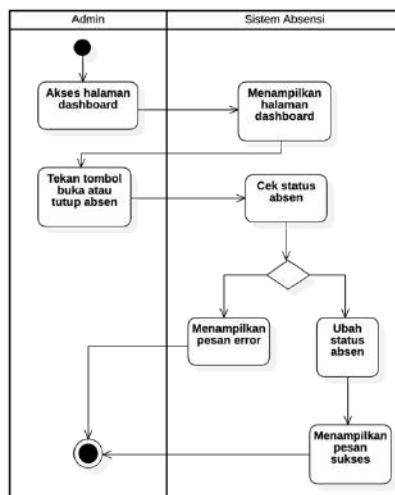 Admin
Sistem Absensi
Akses halaman
dashboard
Menampilkan
halaman
dashboard
Tekan tombol
buka atau
tutup absen
Cek status
absen
Menampilkan
pesan error
Ubah
status
absen
Menampilkan
pesan
sukses